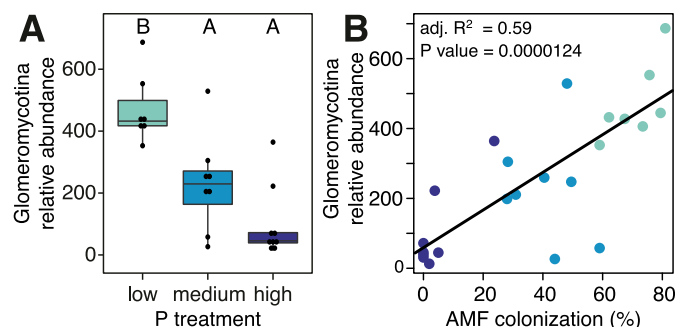 A
B A A
Glomeromycotina
relative abundance
600
400
200
0
low medium high
P treatment
B
adj. R² = 0.59
P value = 0.0000124
Glomeromycotina
relative abundance
600
400
200
0
0 20 40 60 80
AMF colonization (%)